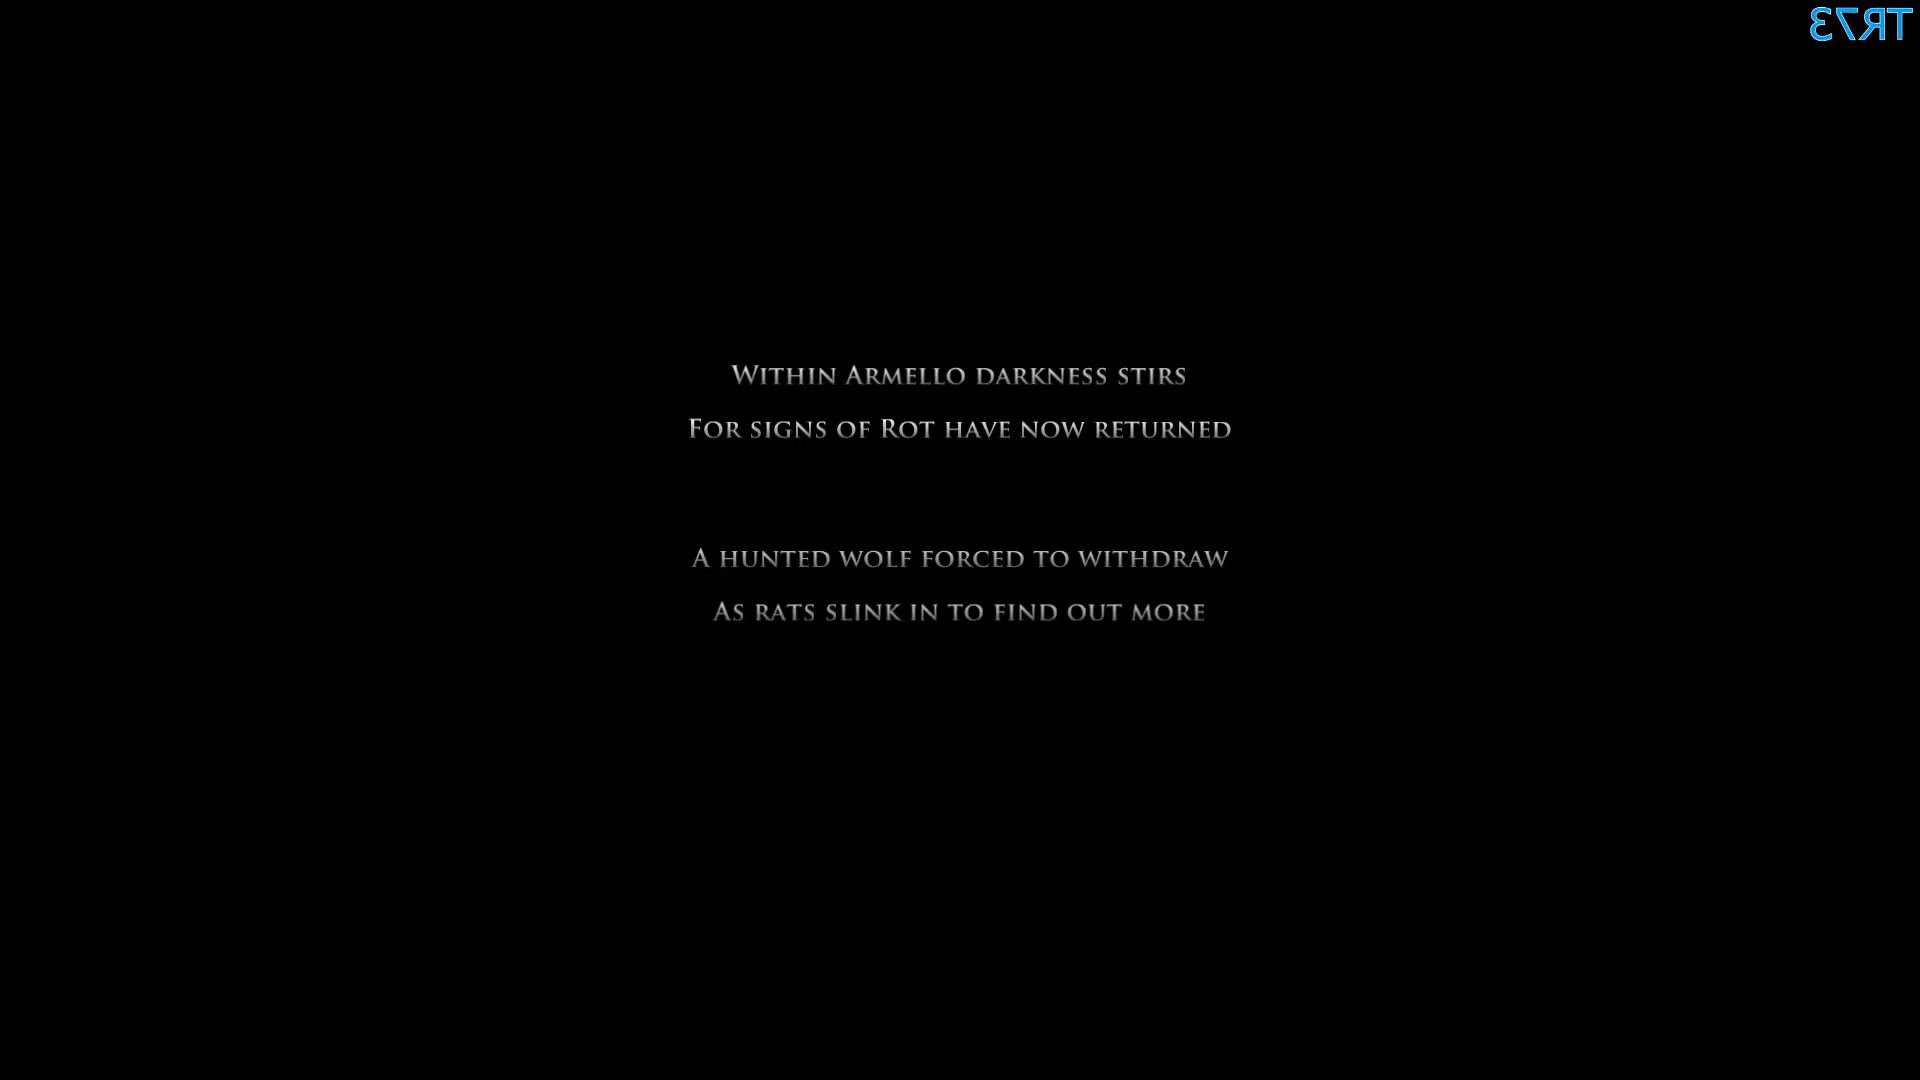 TR73
Within Armello darkness stirs
For signs of Rot have now returned
A hunted wolf forced to withdraw
As rats slink in to find out more